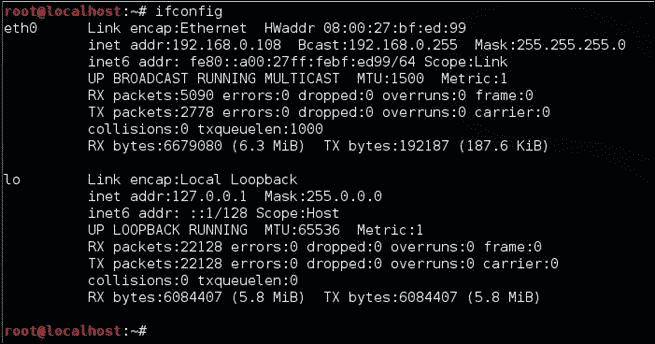 root@localhost:~# ifconfig
eth0 Link encap:Ethernet HWaddr 08:00:27:bf:ed:99
inet addr:192.168.0.108 Bcast:192.168.0.255 Mask:255.255.255.0
inet6 addr: fe80::a00:27ff:febf:ed99/64 Scope:Link
UP BROADCAST RUNNING MULTICAST MTU:1500 Metric:1
RX packets:5090 errors:0 dropped:0 overruns:0 frame:0
TX packets:2778 errors:0 dropped:0 overruns:0 carrier:0
collisions:0 txqueuelen:1000
RX bytes:6679080 (6.3 MiB) TX bytes:192187 (187.6 KiB)
lo Link encap:Local Loopback
inet addr:127.0.0.1 Mask:255.0.0.0
inet6 addr: ::1/128 Scope:Host
UP LOOPBACK RUNNING MTU:65536 Metric:1
RX packets:22128 errors:0 dropped:0 overruns:0 frame:0
TX packets:22128 errors:0 dropped:0 overruns:0 carrier:0
collisions:0 txqueuelen:0
RX bytes:6084407 (5.8 MiB) TX bytes:6084407 (5.8 MiB)
root@localhost:~#